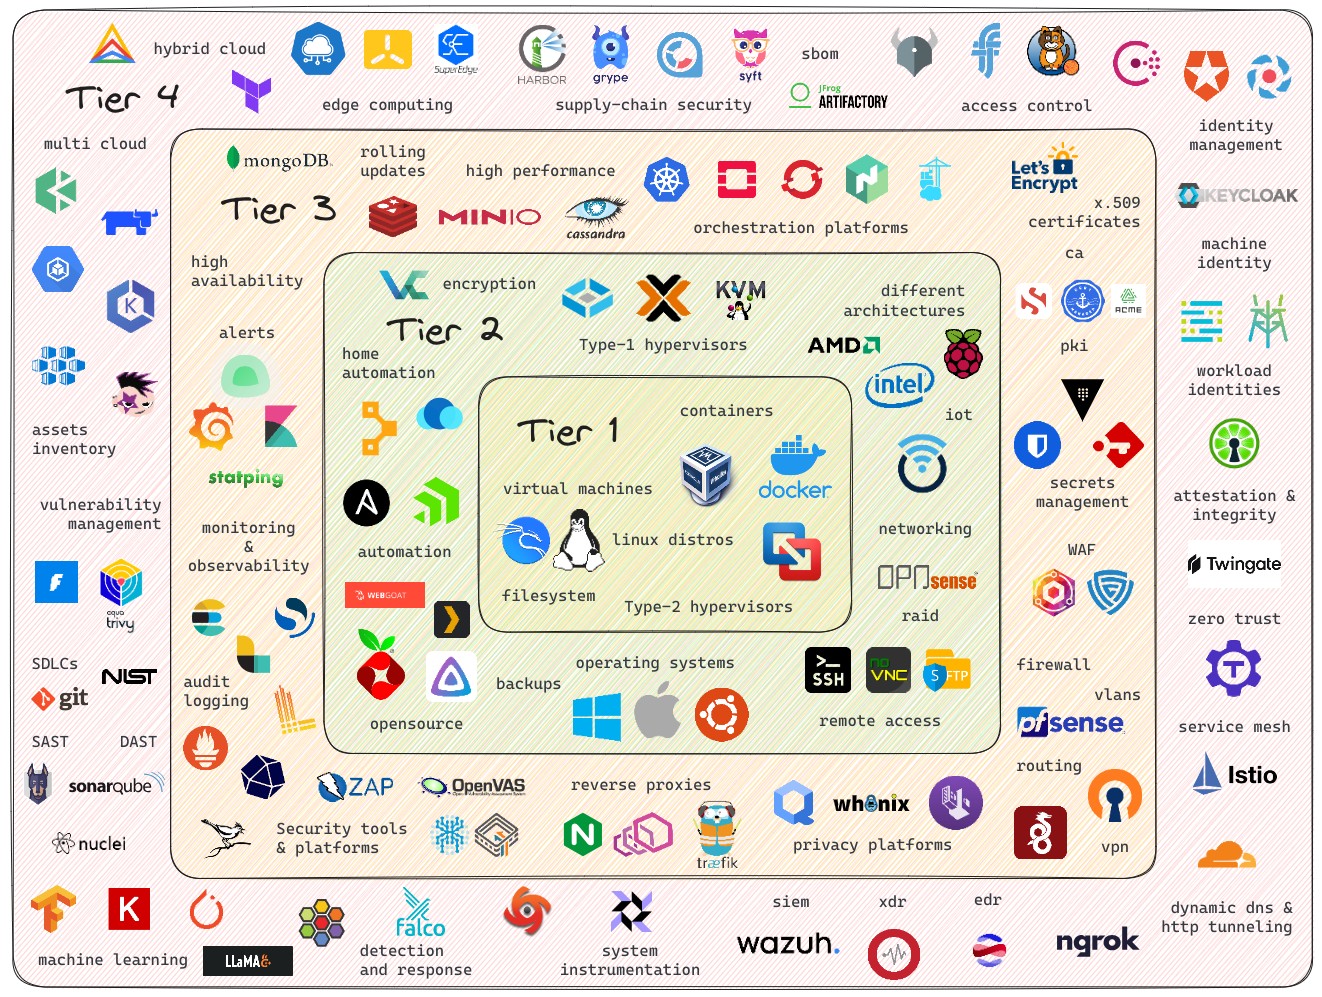 hybrid cloud
Tier 4
multi cloud
SuperEdge
edge computing
HARBOR
grype
syft
sbom
supply-chain security
JFrog
ARTIFACTORY
access control
identity
management
KEYCLOAK
machine
identity
workload
identities
attestation &
integrity
Twingate
zero trust
service mesh
Istio
dynamic dns &
http tunneling
ngrok
assets
inventory
vulnerability
management
aqua
trivy
SDLCs
NIST
git
SAST
DAST
sonarqube
nuclei
K
machine learning
LLaMA
falco
detection
and response
system
instrumentation
siem
wazuh.
xdr
edr
mongoDB.
rolling
updates
high performance
Tier 3
MINIO
cassandra
orchestration platforms
Let's
Encrypt
x.509
certificates
ca
ACME
pki
secrets
management
WAF
firewall
vlans
pfsense
routing
vpn
high
availability
alerts
statping
monitoring
&
observability
audit
logging
ZAP
OpenVAS
Security tools
& platforms
reverse proxies
N
træfik
whonix
privacy platforms
encryption
Tier 2
home
automation
Type-1 hypervisors
KVM
different
architectures
AMD
intel
iot
networking
OPNsense
raid
automation
WEBGOAT
opensource
backups
operating systems
>_
SSH
noVNC
SFTP
remote access
Tier 1
containers
virtual machines
docker
linux distros
filesystem
Type-2 hypervisors